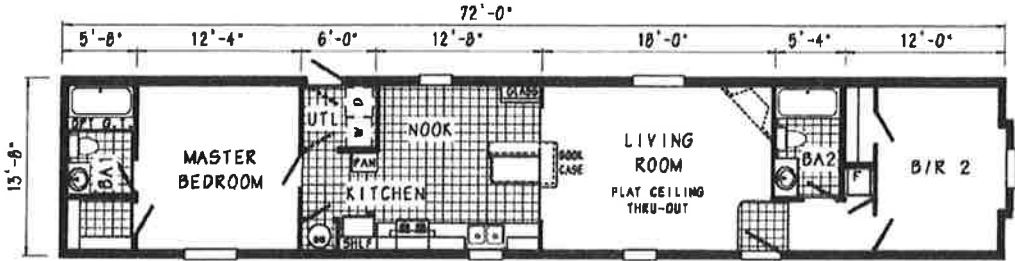 72'-0"
5'-8" 12'-4" 6'-0" 12'-8" 18'-0" 5'-4" 12'-0"
13'-8"
OPT G.T.
BA1
MASTER
BEDROOM
UTL
D
W
PAN
NOOK
KITCHEN
SHLF
GLASS
BOOK
CASE
LIVING
ROOM
FLAT CEILING
THRU-OUT
BA2
F
B/R 2